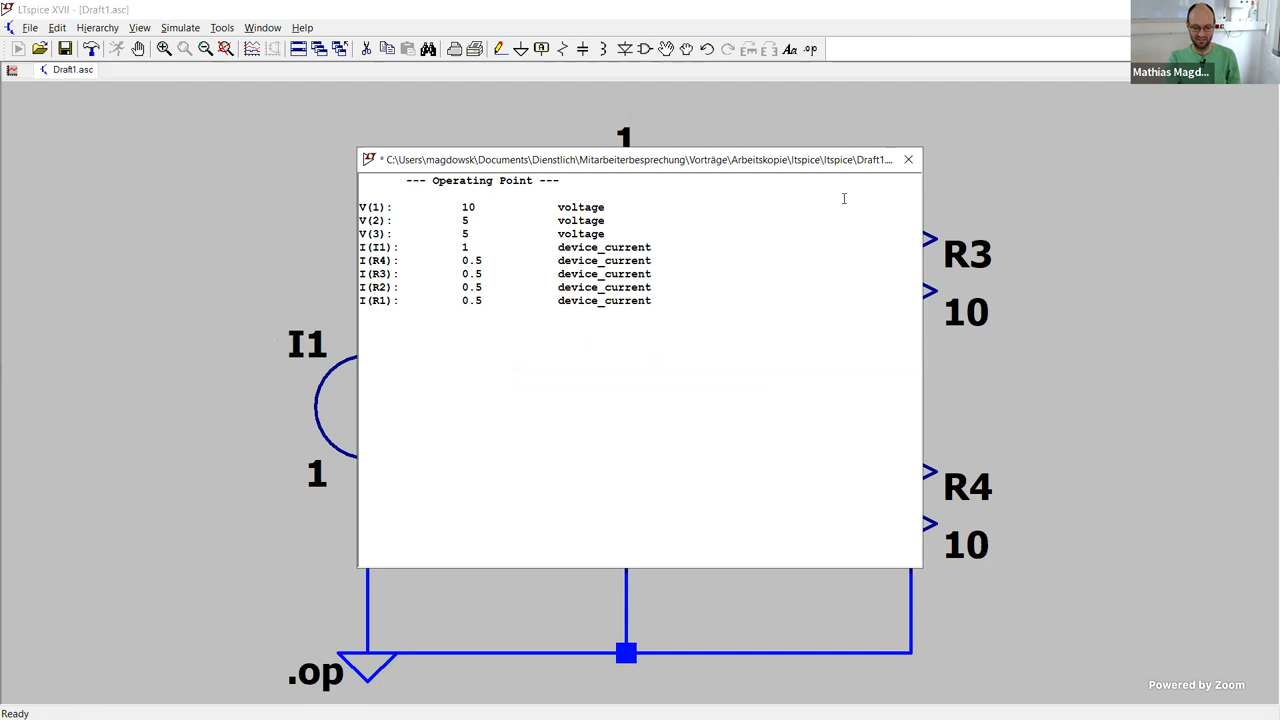 LTspice XVII - [Draft1.asc]
File Edit Hierarchy View Simulate Tools Window Help
Draft1.asc
Mathias Magd...
1
* C:\Users\magdowsk\Documents\Dienstlich\Mitarbeiterbesprechung\Vorträge\Arbeitskopie\ltspice\ltspice\Draft1....
--- Operating Point ---
V(1): 10 voltage
V(2): 5 voltage
V(3): 5 voltage
I(I1): 1 device_current
I(R4): 0.5 device_current
I(R3): 0.5 device_current
I(R2): 0.5 device_current
I(R1): 0.5 device_current
R3
10
I1
1
R4
10
.op
Powered by Zoom
Ready